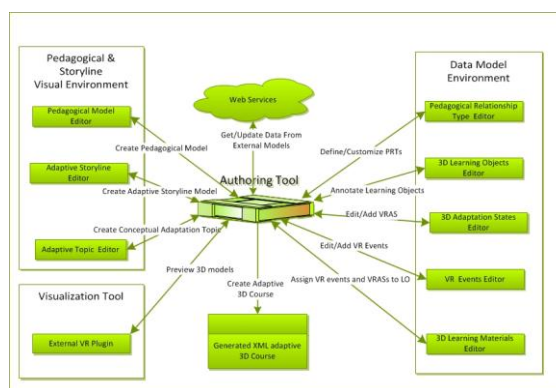 Pedagogical &
Storyline
Visual Environment
Pedagogical Model
Editor
Adaptive Storyline
Editor
Adaptive Topic Editor
Visualization Tool
External VR Plugin
Web Services
Get/Update Data From
External Models
Create Pedagogical Model
Authoring Tool
Create Adaptive Storyline Model
Create Conceptual Adaptation Topic
Preview 3D models
Create Adaptive
3D Course
Generated XML adaptive
3D Course
Define/Customize PRTs
Annotate Learning Objects
Edit/Add VRAS
Edit/Add VR Events
Assign VR events and VRASs to LO
Data Model
Environment
Pedagogical Relationship
Type Editor
3D Learning Objects
Editor
3D Adaptation States
Editor
VR Events Editor
3D Learning Materials
Editor